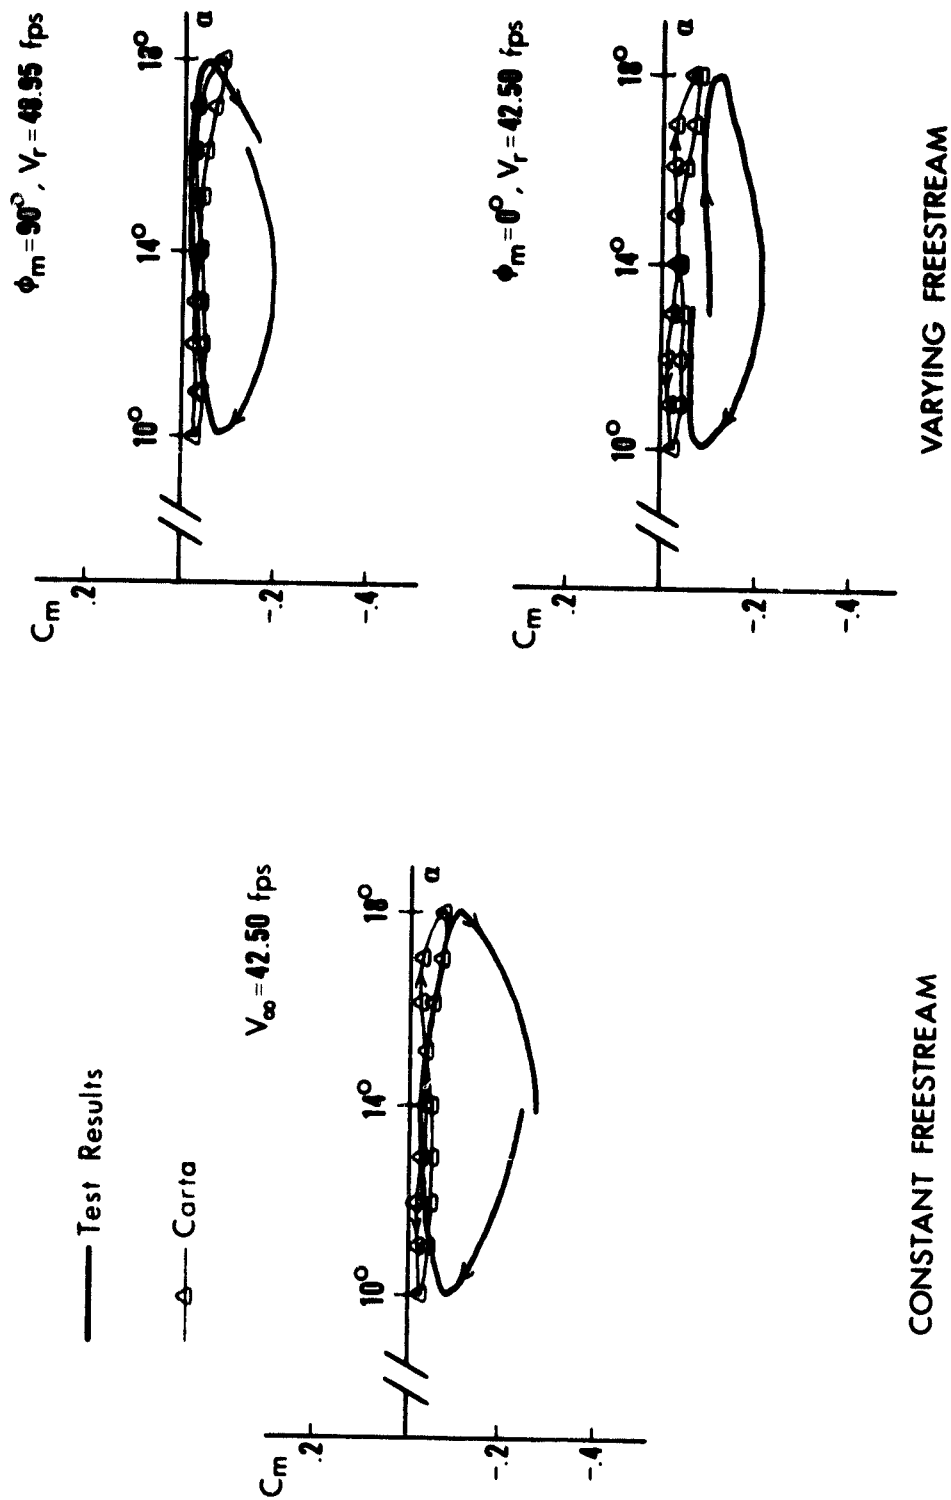 Test Results
Carta
V∞=42.50 fps
Cm
.2
-.2
-.4
10°
14°
18°
α
CONSTANT FREESTREAM
ϕm=90°, Vr=48.95 fps
Cm
.2
-.2
-.4
10°
14°
18°
α
ϕm=0°, Vr=42.50 fps
Cm
.2
-.2
-.4
10°
14°
18°
α
VARYING FREESTREAM